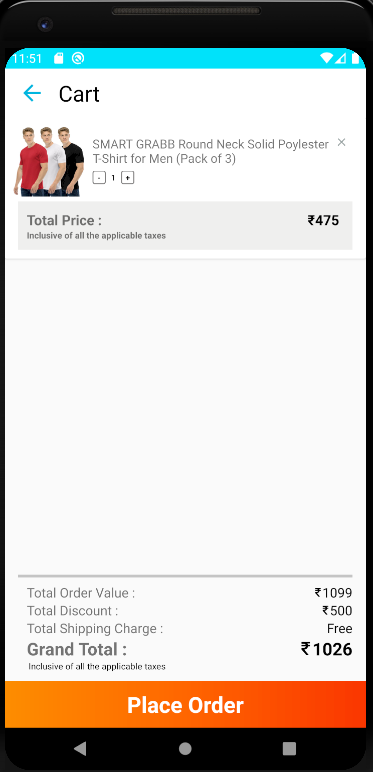 11:51
Cart
SMART GRABB Round Neck Solid Poylester
T-Shirt for Men (Pack of 3)
- 1 +
Total Price : ₹475
Inclusive of all the applicable taxes
Total Order Value : ₹1099
Total Discount : ₹500
Total Shipping Charge : Free
Grand Total : ₹1026
Inclusive of all the applicable taxes
Place Order